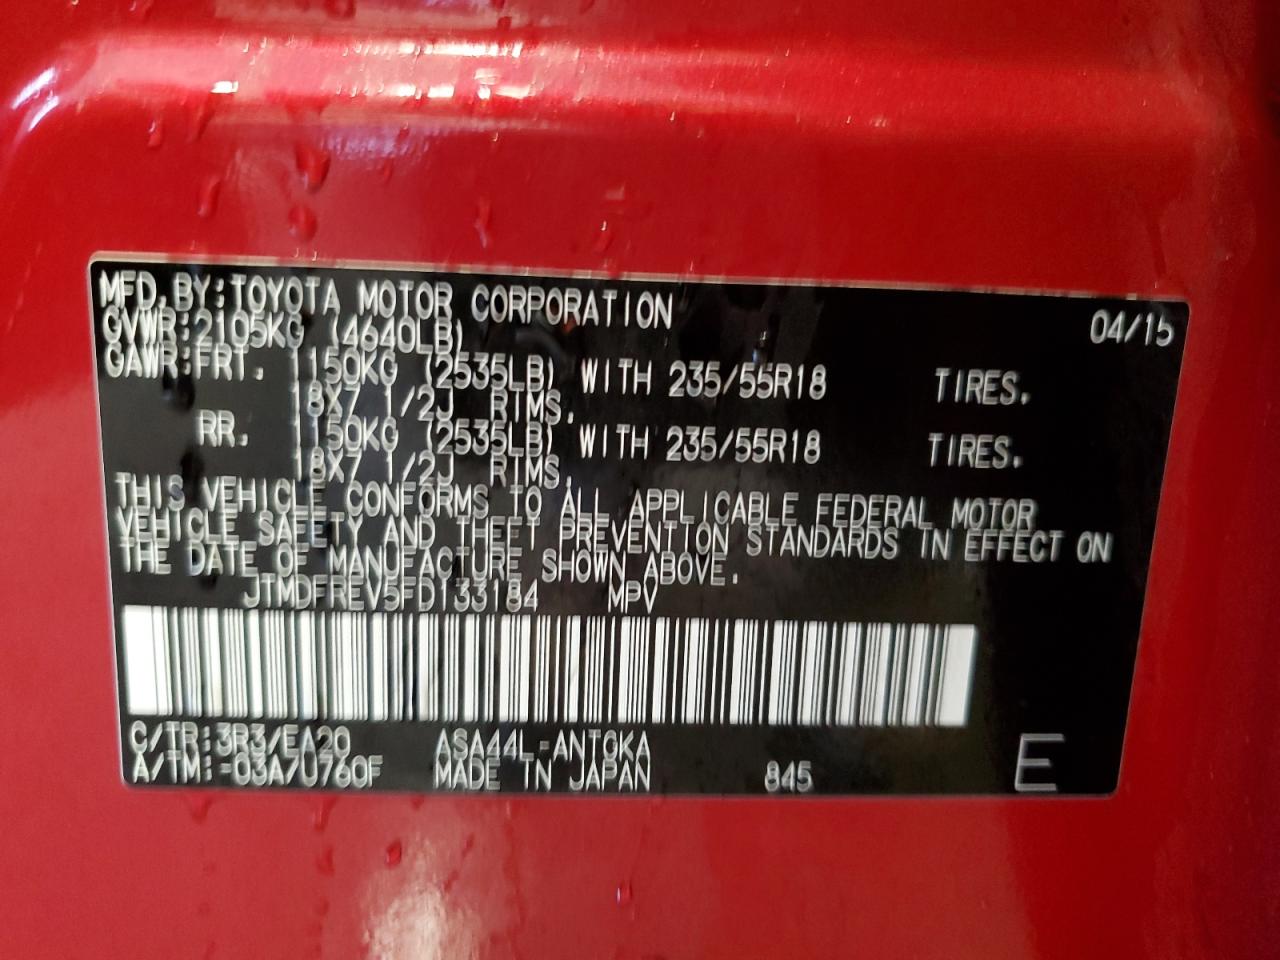 MFD.BY:TOYOTA MOTOR CORPORATION 04/15
GVWR:2105KG (4640LB)
GAWR:FRT. 1150KG (2535LB) WITH 235/55R18 TIRES,
18X7 1/2J RIMS,
RR. 1150KG (2535LB) WITH 235/55R18 TIRES,
18X7 1/2J RIMS,
THIS VEHICLE CONFORMS TO ALL APPLICABLE FEDERAL MOTOR
VEHICLE SAFETY AND THEFT PREVENTION STANDARDS IN EFFECT ON
THE DATE OF MANUFACTURE SHOWN ABOVE.
JTMDFREV5FD133184 MPV
C/TR:3R3/EA20 ASA44L-ANTGKA
A/TM:-03A/U760F MADE IN JAPAN 845 E